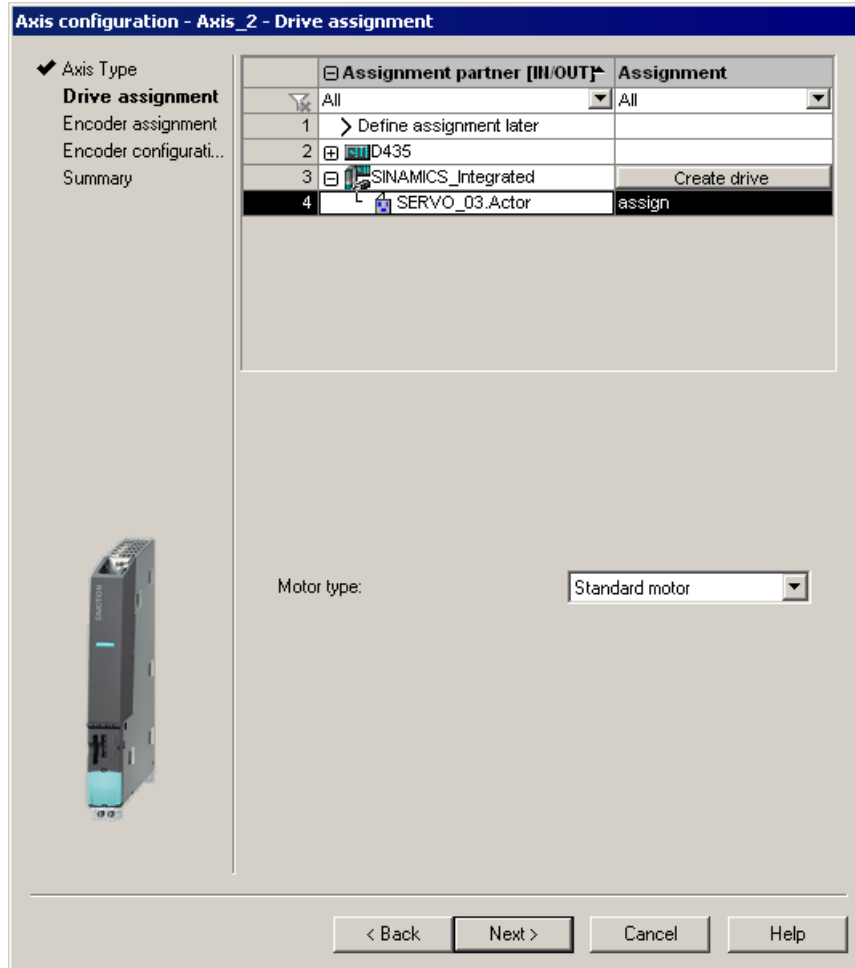 Axis configuration - Axis_2 - Drive assignment
Axis Type
Drive assignment
Encoder assignment
Encoder configurati...
Summary
Assignment partner [IN/OUT] Assignment
All All
1 Define assignment later
2 D435
3 SINAMICS_Integrated Create drive
4 SERVO_03.Actor assign
SIMOTION
Motor type: Standard motor
< Back Next > Cancel Help